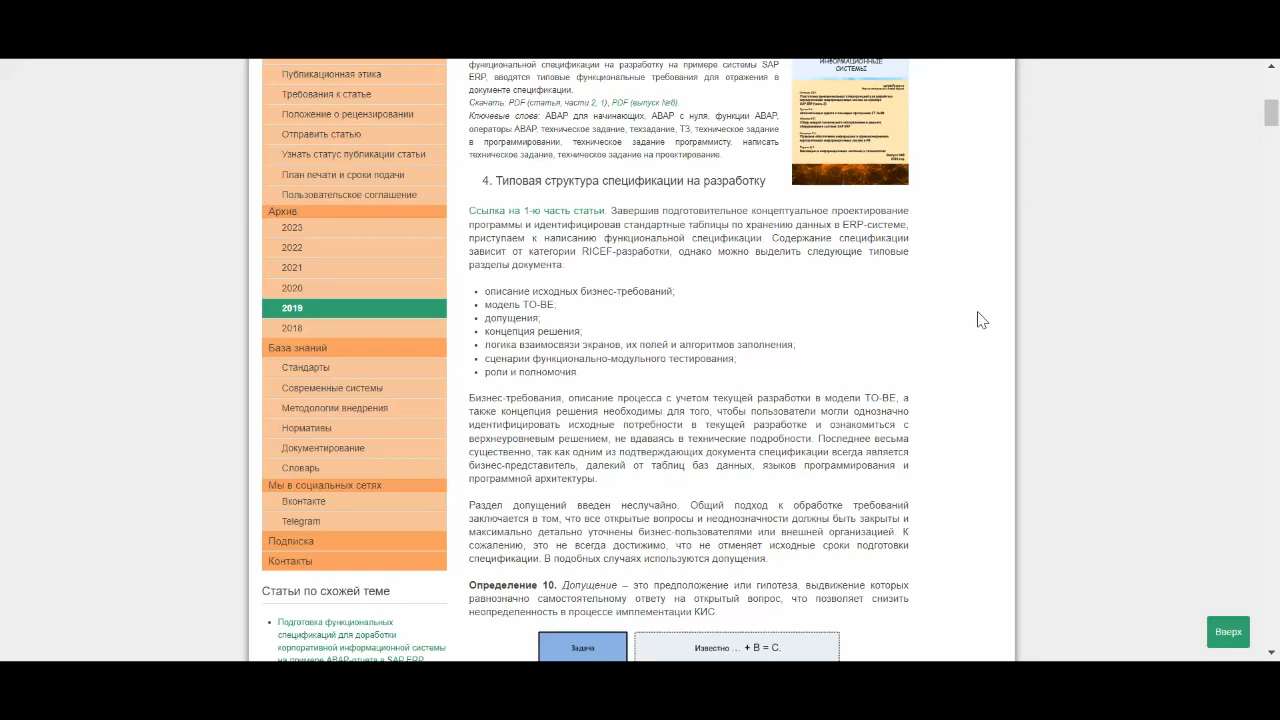 Публикационная этика
Требования к статье
Положение о рецензировании
Отправить статью
Узнать статус публикации статьи
План печати и сроки подачи
Пользовательское соглашение
Архив
2023
2022
2021
2020
2019
2018
База знаний
Стандарты
Современные системы
Методологии внедрения
Нормативы
Документирование
Словарь
Мы в социальных сетях
Вконтакте
Telegram
Подписка
Контакты
Статьи по схожей теме
Подготовка функциональных
спецификаций для доработки
корпоративной информационной системы
на примере ABAP-отчета в SAP ERP
функциональной спецификации на разработку на примере системы SAP
ERP, вводятся типовые функциональные требования для отражения в
документе спецификации.
Скачать: PDF (статья, части 2, 1), PDF (выпуск №6).
Ключевые слова: ABAP для начинающих, ABAP с нуля, функции ABAP,
операторы ABAP, техническое задание, техзадание, ТЗ, техническое задание
в программировании, техническое задание программисту, написать
техническое задание, техническое задание на проектирование.
ИНФОРМАЦИОННЫЕ
СИСТЕМЫ
4. Типовая структура спецификации на разработку
Ссылка на 1-ю часть статьи. Завершив подготовительное концептуальное проектирование
программы и идентифицировав стандартные таблицы по хранению данных в ERP-системе,
приступаем к написанию функциональной спецификации. Содержание спецификации
зависит от категории RICEF-разработки, однако можно выделить следующие типовые
разделы документа:
• описание исходных бизнес-требований;
• модель TO-BE;
• допущения;
• концепция решения;
• логика взаимосвязи экранов, их полей и алгоритмов заполнения;
• сценарии функционально-модульного тестирования;
• роли и полномочия.
Бизнес-требования, описание процесса с учетом текущей разработки в модели TO-BE, а
также концепция решения необходимы для того, чтобы пользователи могли однозначно
идентифицировать исходные потребности в текущей разработке и ознакомиться с
верхнеуровневым решением, не вдаваясь в технические подробности. Последнее весьма
существенно, так как одним из подтверждающих документа спецификации всегда является
бизнес-представитель, далекий от таблиц баз данных, языков программирования и
программной архитектуры.
Раздел допущений введен неслучайно. Общий подход к обработке требований
заключается в том, что все открытые вопросы и неоднозначности должны быть закрыты и
максимально детально уточнены бизнес-пользователями или внешней организацией. К
сожалению, это не всегда достижимо, что не отменяет исходные сроки подготовки
спецификации. В подобных случаях используются допущения.
Определение 10. Допущение – это предположение или гипотеза, выдвижение которых
равнозначно самостоятельному ответу на открытый вопрос, что позволяет снизить
неопределенность в процессе имплементации КИС.
Задача
Известно ... + B = C.
Вверх